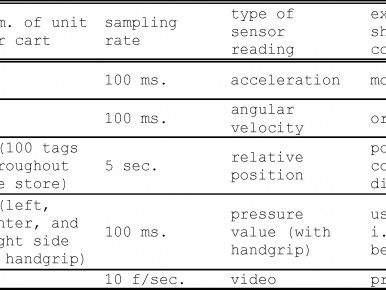 m. of unit sampling type of ex
r cart rate sensor sh
reading co
100 ms. acceleration mo
100 ms. angular or
velocity
(100 tags 5 sec. relative po
roughout position co
e store) di
(left, pressure us
nter, and 100 ms. value (with i.
ght side handgrip) be
handgrip)
10 f/sec. video pr